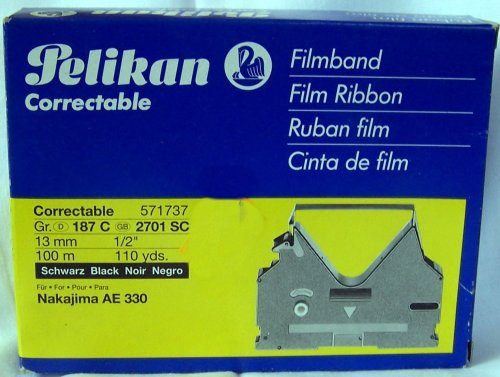 Pelikan
Correctable
Filmband
Film Ribbon
Ruban film
Cinta de film
Correctable 571737
Gr. D 187 C GB 2701 SC
13 mm 1/2"
100 m 110 yds.
Schwarz Black Noir Negro
Für • For • Pour • Para
Nakajima AE 330